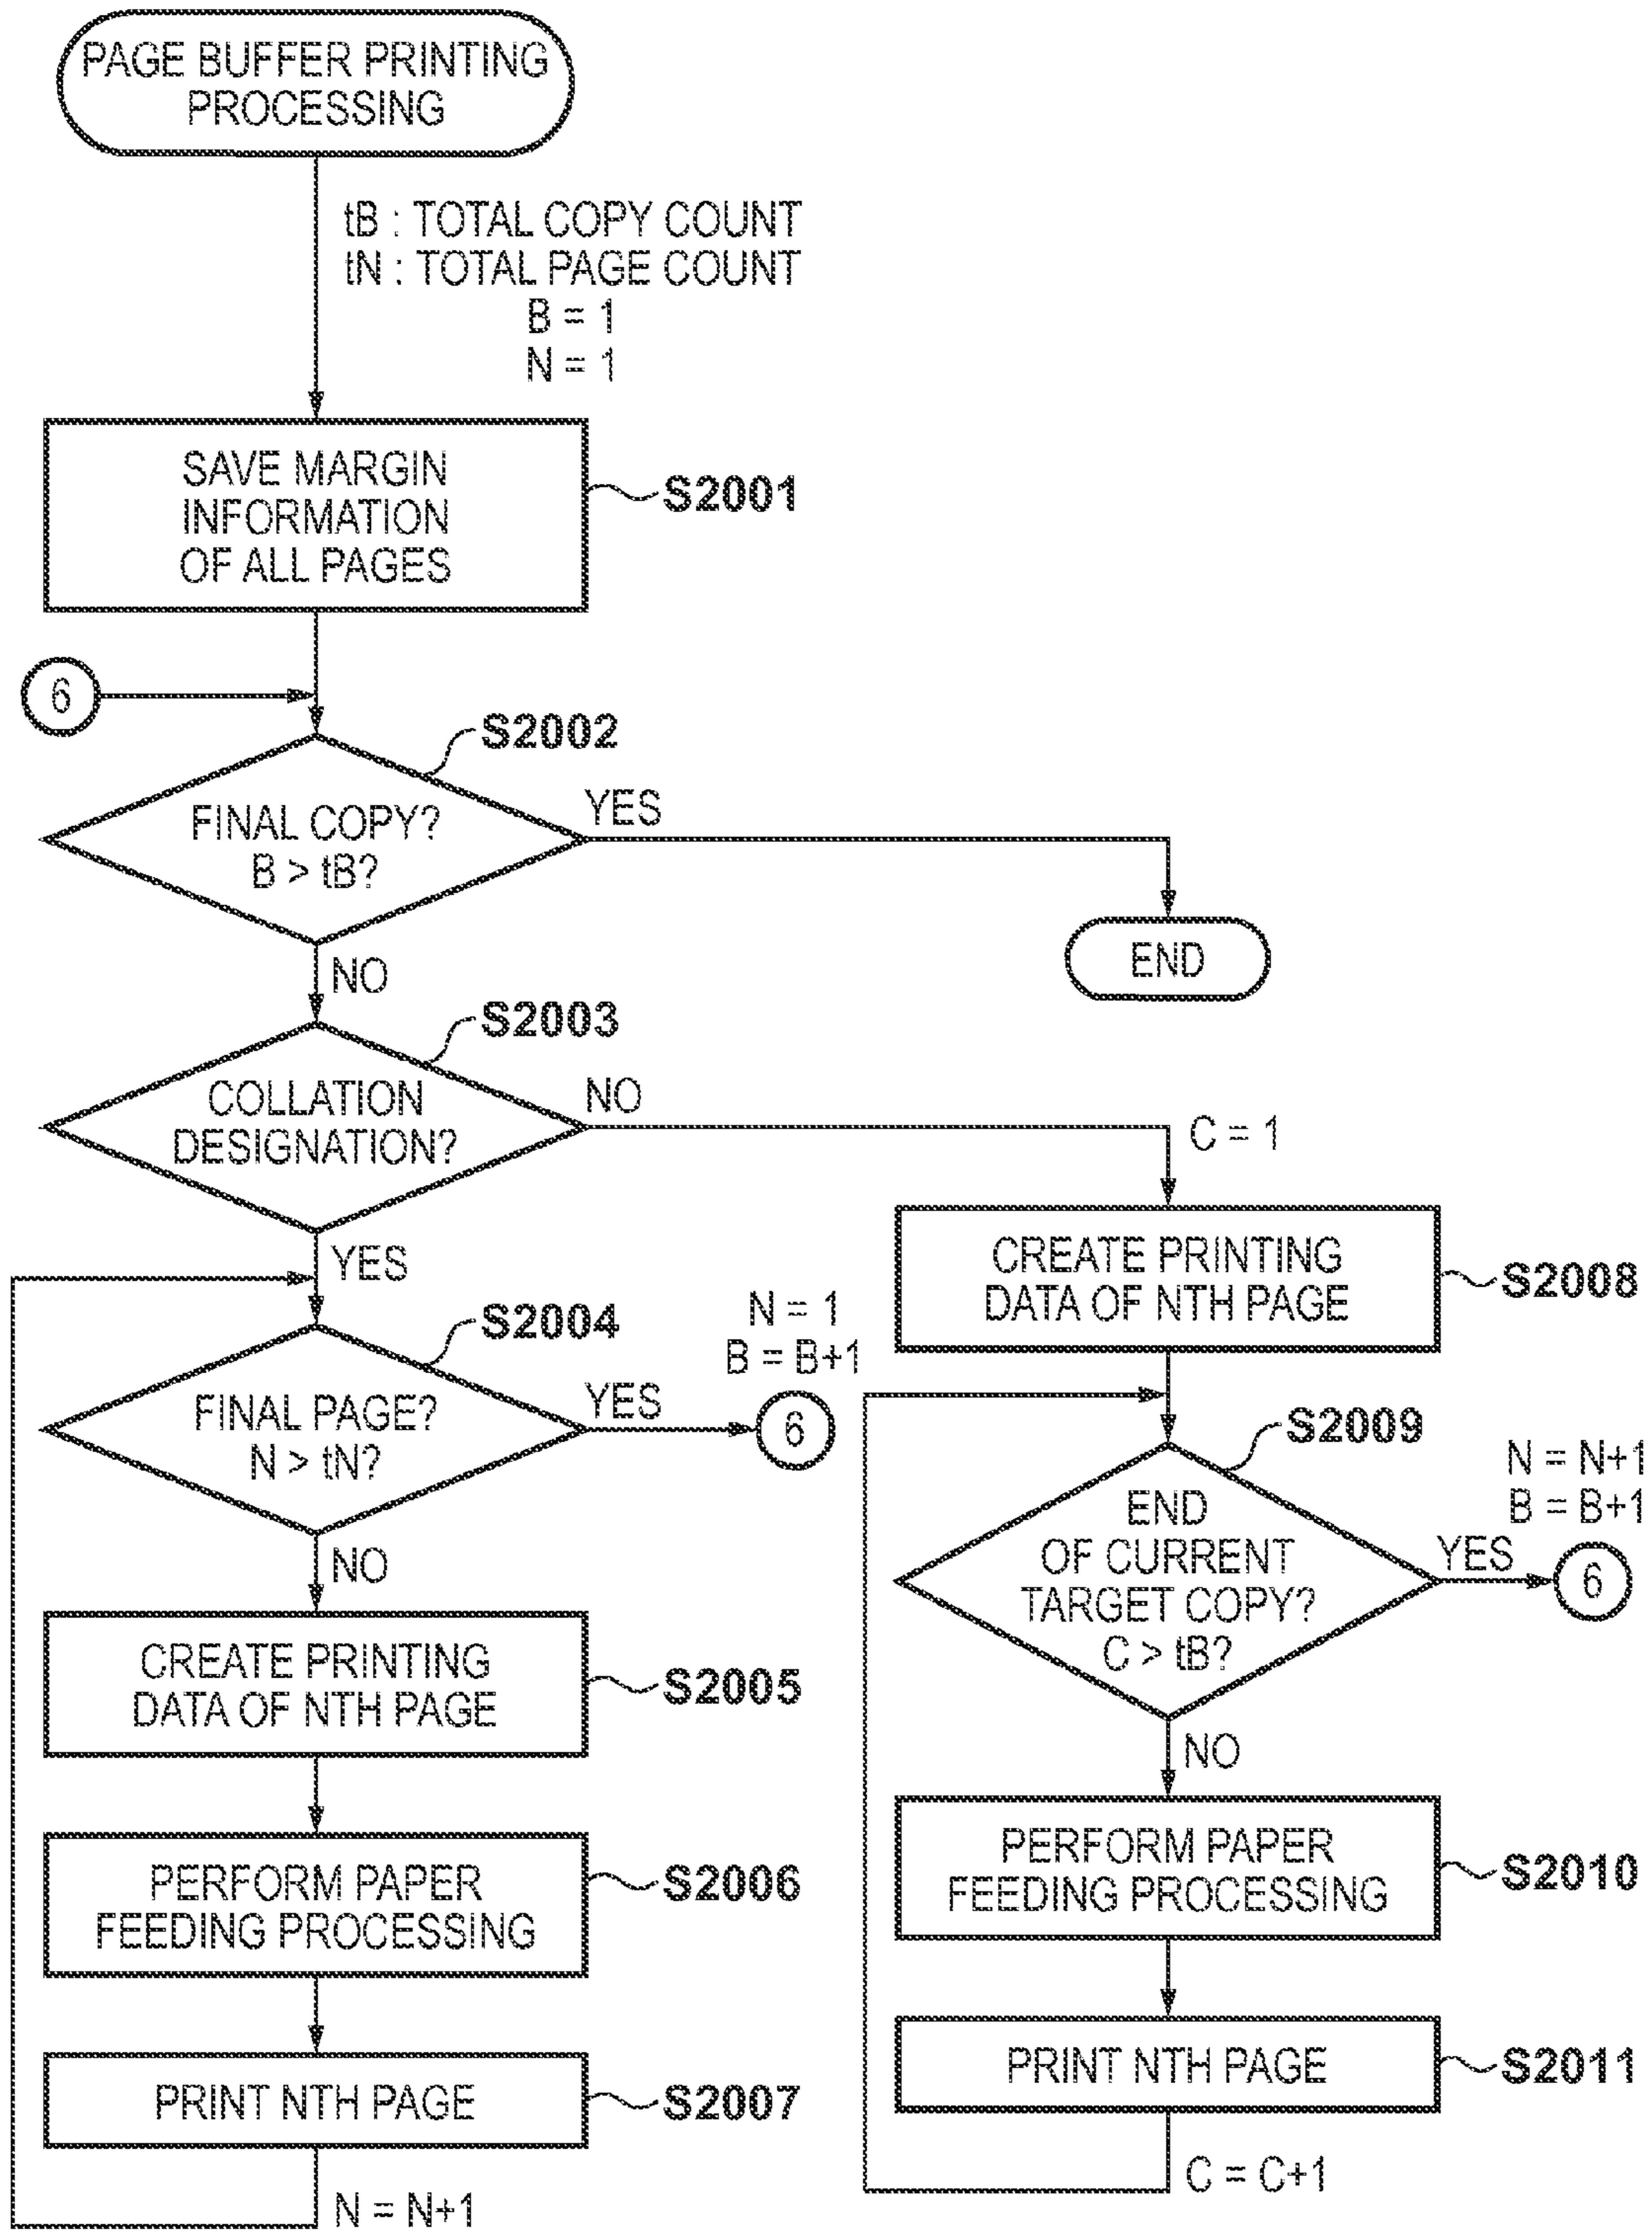 PAGE BUFFER PRINTING
PROCESSING
tB : TOTAL COPY COUNT
tN : TOTAL PAGE COUNT
B = 1
N = 1
SAVE MARGIN
INFORMATION
OF ALL PAGES
S2001
6
S2002
FINAL COPY?
B > tB?
YES
END
NO
S2003
COLLATION
DESIGNATION?
NO
C = 1
YES
CREATE PRINTING
DATA OF NTH PAGE
S2008
S2004
FINAL PAGE?
N > tN?
YES
N = 1
B = B+1
6
S2009
END
OF CURRENT
TARGET COPY?
C > tB?
YES
N = N+1
B = B+1
6
NO
CREATE PRINTING
DATA OF NTH PAGE
S2005
NO
PERFORM PAPER
FEEDING PROCESSING
S2006
PERFORM PAPER
FEEDING PROCESSING
S2010
PRINT NTH PAGE
S2007
PRINT NTH PAGE
S2011
N = N+1
C = C+1